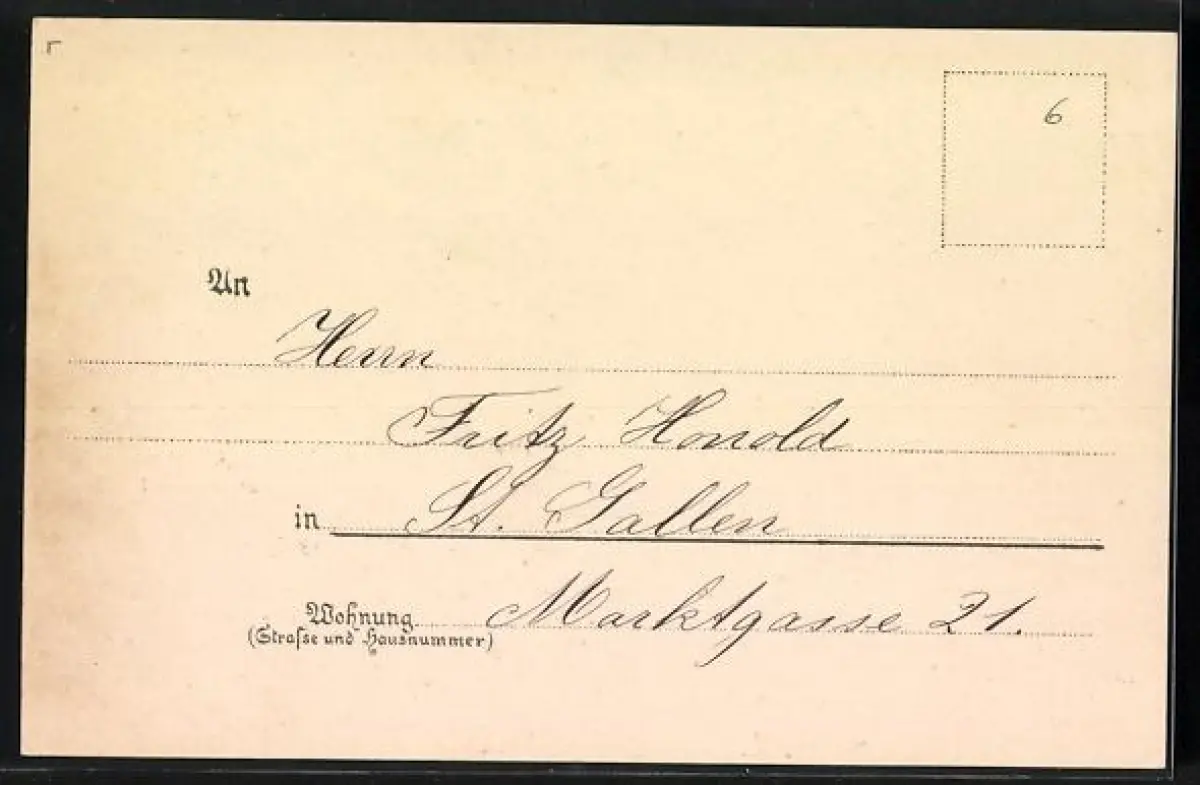 6
An
Herrn
Fritz Honold
in St. Gallen
Wohnung Marktgasse 21.
(Strasse und Hausnummer)